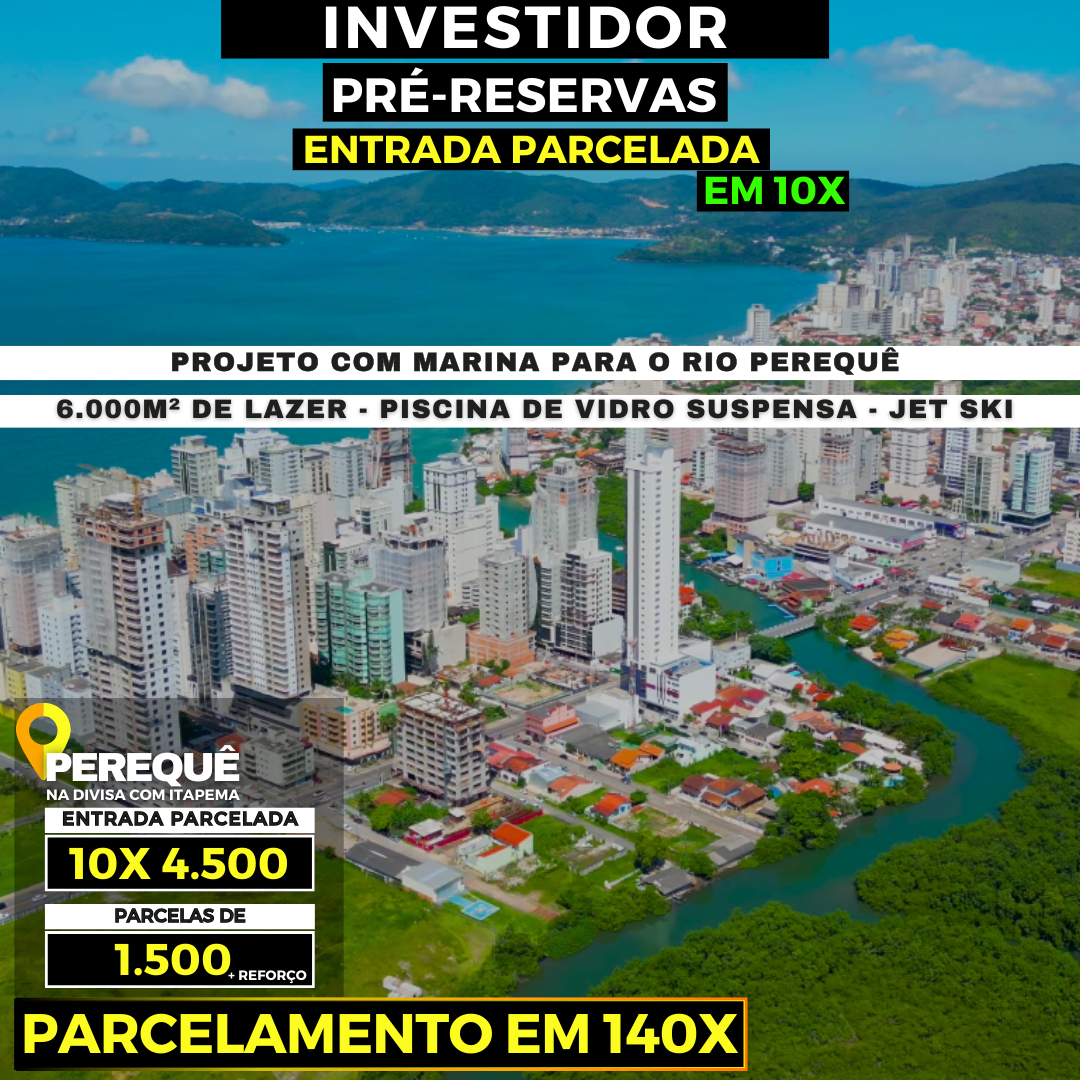 INVESTIDOR
PRÉ-RESERVAS
ENTRADA PARCELADA
EM 10X
PROJETO COM MARINA PARA O RIO PEREQUÊ
6.000M² DE LAZER - PISCINA DE VIDRO SUSPENSA - JET SKI
PEREQUÊ
NA DIVISA COM ITAPEMA
ENTRADA PARCELADA
10X 4.500
PARCELAS DE
1.500 + REFORÇO
PARCELAMENTO EM 140X